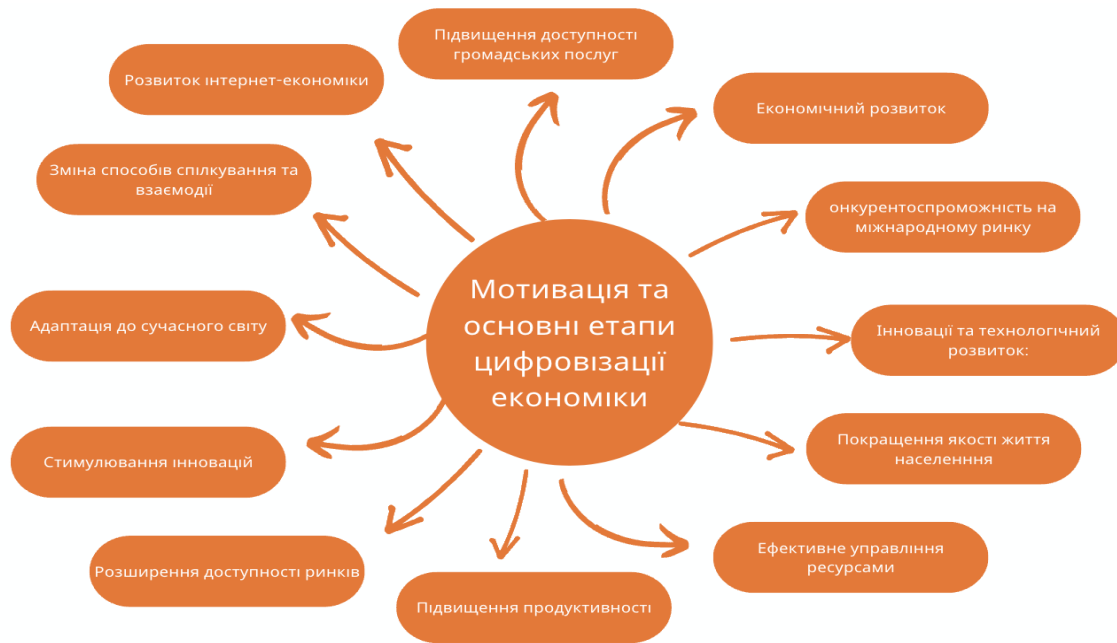 Підвищення доступності
громадських послуг
Розвиток інтернет-економіки
Економічний розвиток
Зміна способів спілкування та
взаємодії
онкурентоспроможність на
міжнародному ринку
Мотивація та
основні етапи
цифровізації
економіки
Адаптація до сучасного світу
Інновації та технологічний
розвиток:
Стимулювання інновацій
Покращення якості життя
населенння
Розширення доступності ринків
Підвищення продуктивності
Ефективне управління
ресурсами